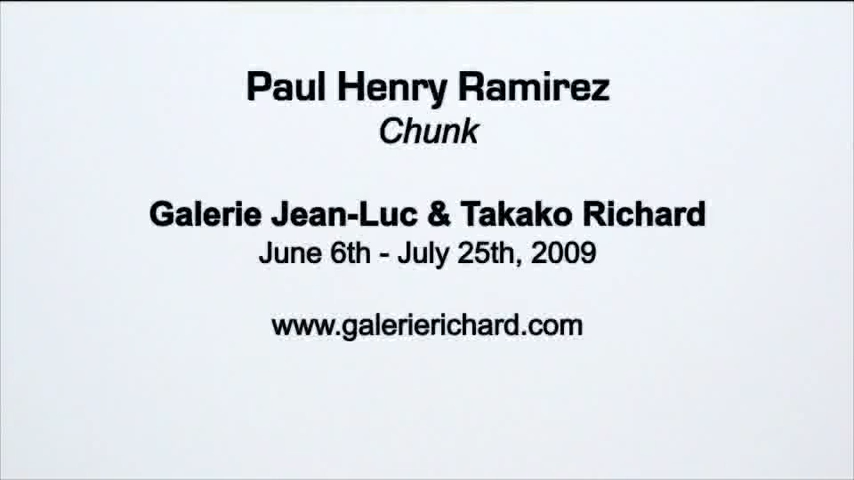 Paul Henry Ramirez
Chunk
Galerie Jean-Luc & Takako Richard
June 6th - July 25th, 2009
www.galerierichard.com